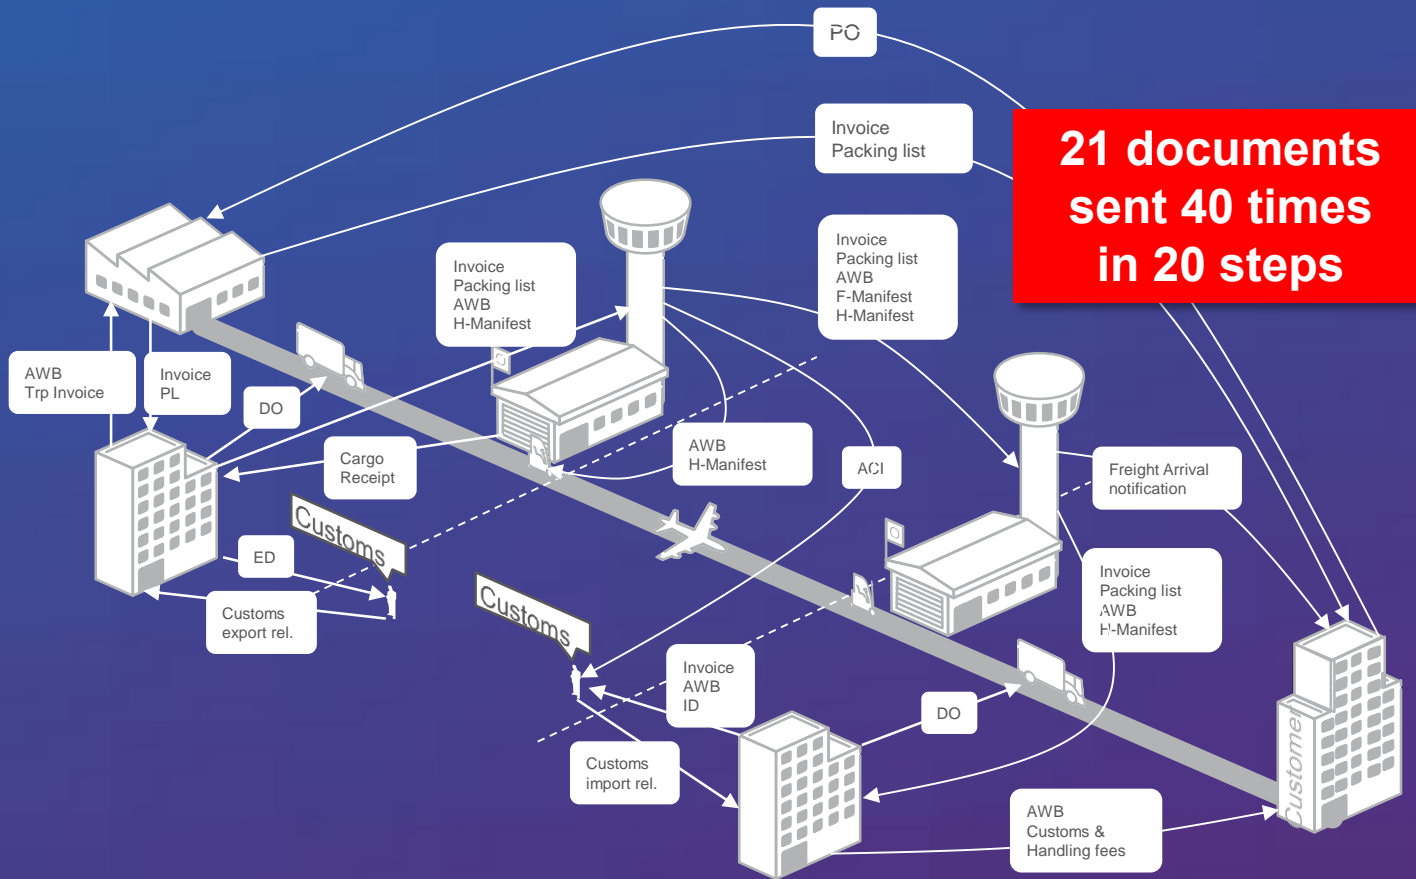 PO
Invoice
Packing list
21 documents
sent 40 times
in 20 steps
Invoice
Packing list
AWB
H-Manifest
Invoice
Packing list
AWB
F-Manifest
H-Manifest
AWB
Trp Invoice
Invoice
PL
DO
Cargo
Receipt
AWB
H-Manifest
ACI
Freight Arrival
notification
Customs
ED
Customs
export rel.
Customs
Invoice
Packing list
AWB
H-Manifest
Invoice
AWB
ID
DO
Customs
import rel.
Customer
AWB
Customs &
Handling fees